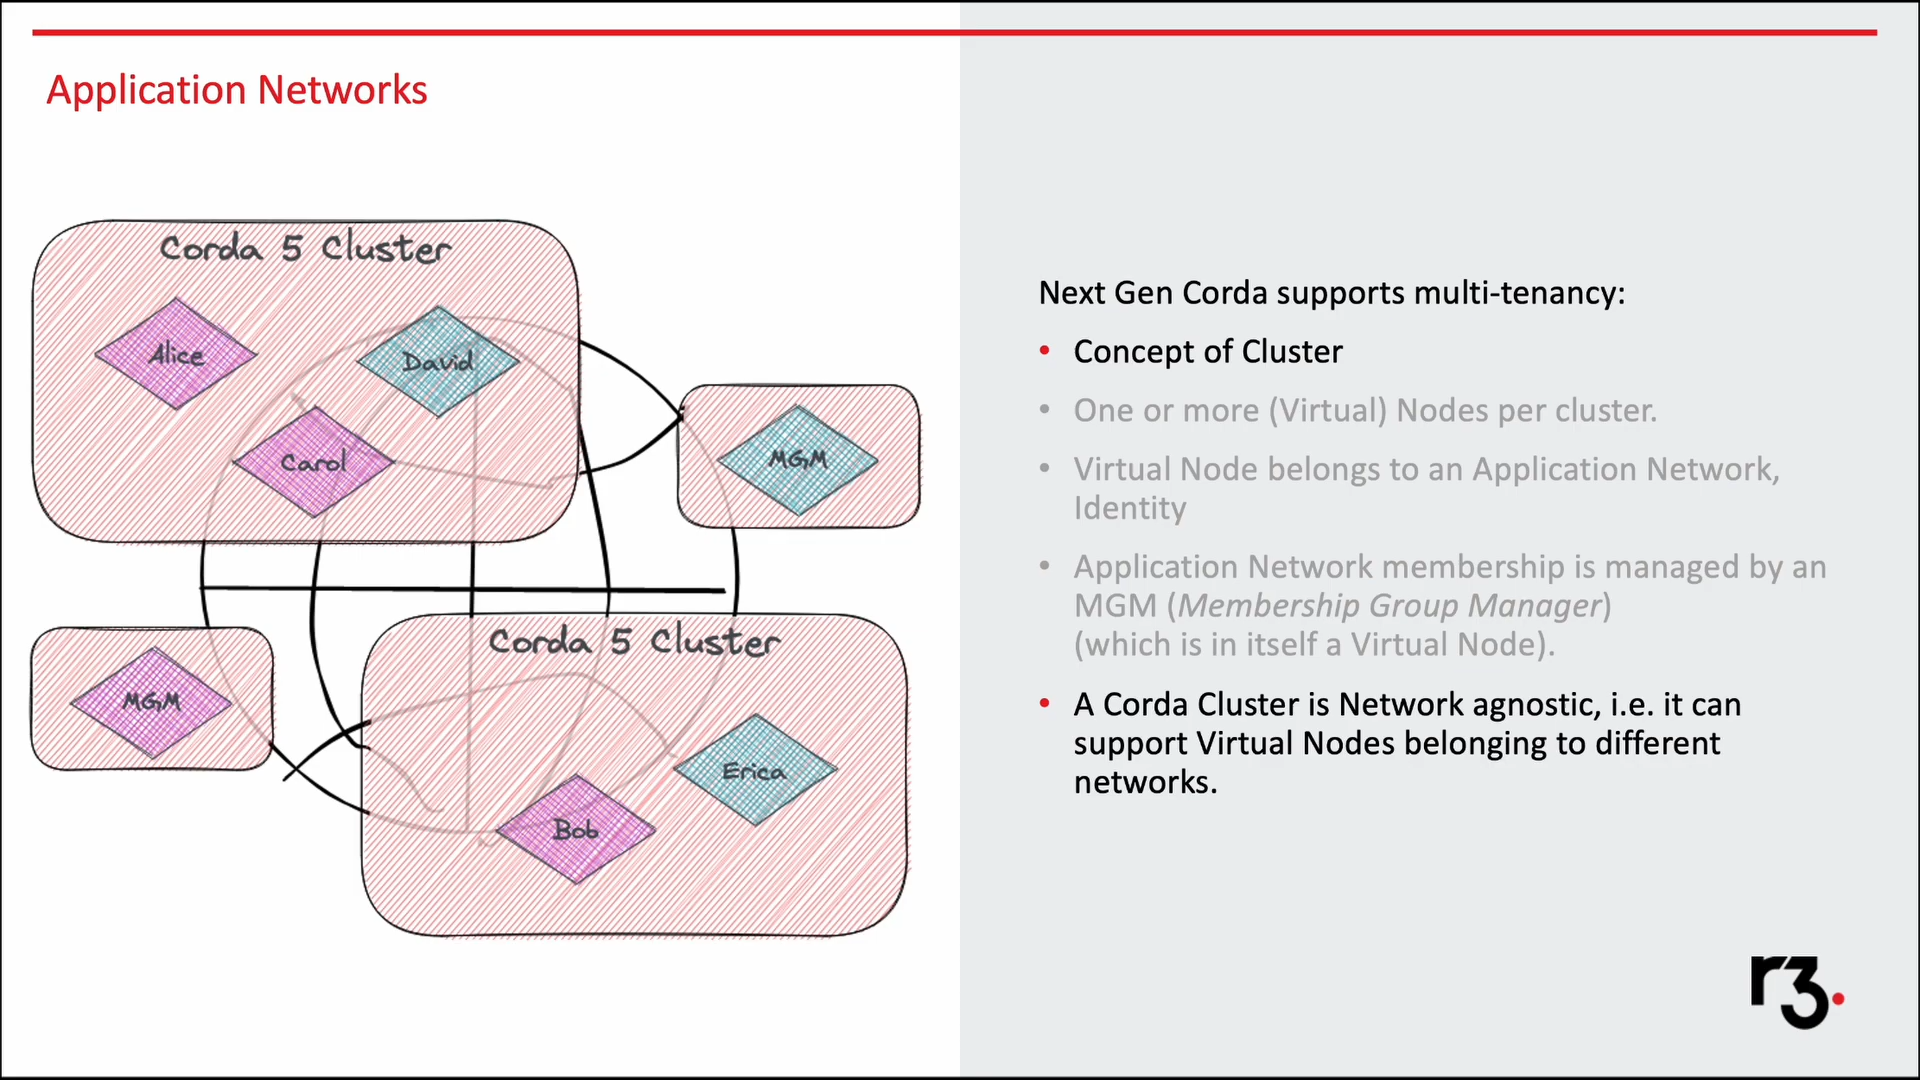 Application Networks
Corda 5 Cluster
Alice
David
Carol
MGM
Corda 5 Cluster
MGM
Erica
Bob
Next Gen Corda supports multi-tenancy:
• Concept of Cluster
• One or more (Virtual) Nodes per cluster.
• Virtual Node belongs to an Application Network,
Identity
• Application Network membership is managed by an
MGM (Membership Group Manager)
(which is in itself a Virtual Node).
• A Corda Cluster is Network agnostic, i.e. it can
support Virtual Nodes belonging to different
networks.
r3.